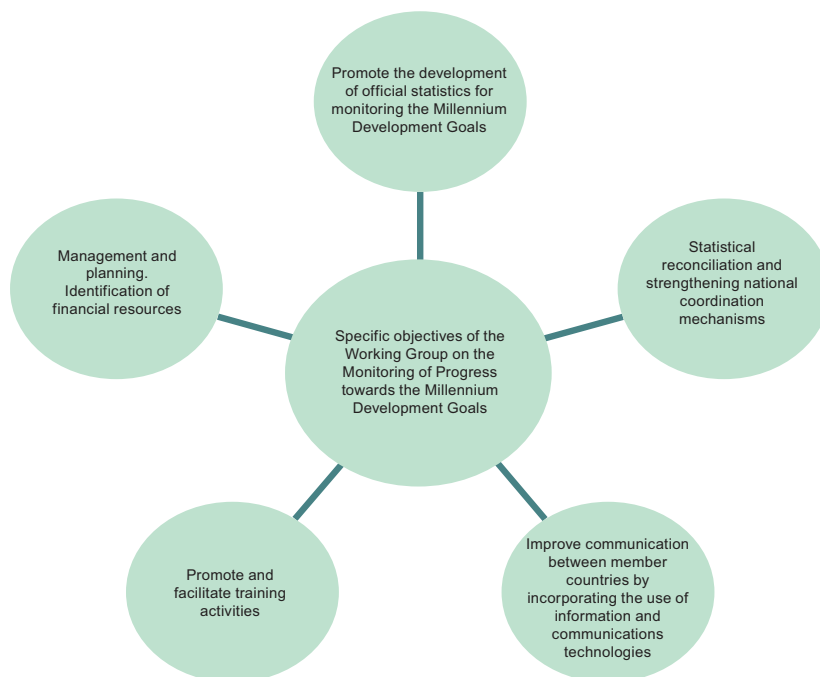 Promote the development
of official statistics for
monitoring the Millennium
Development Goals
Management and
planning.
Identification of
financial resources
Statistical
reconciliation and
strengthening national
coordination
mechanisms
Specific objectives of the
Working Group on the
Monitoring of Progress
towards the Millennium
Development Goals
Promote and
facilitate training
activities
Improve communication
between member
countries by
incorporating the use of
information and
communications
technologies